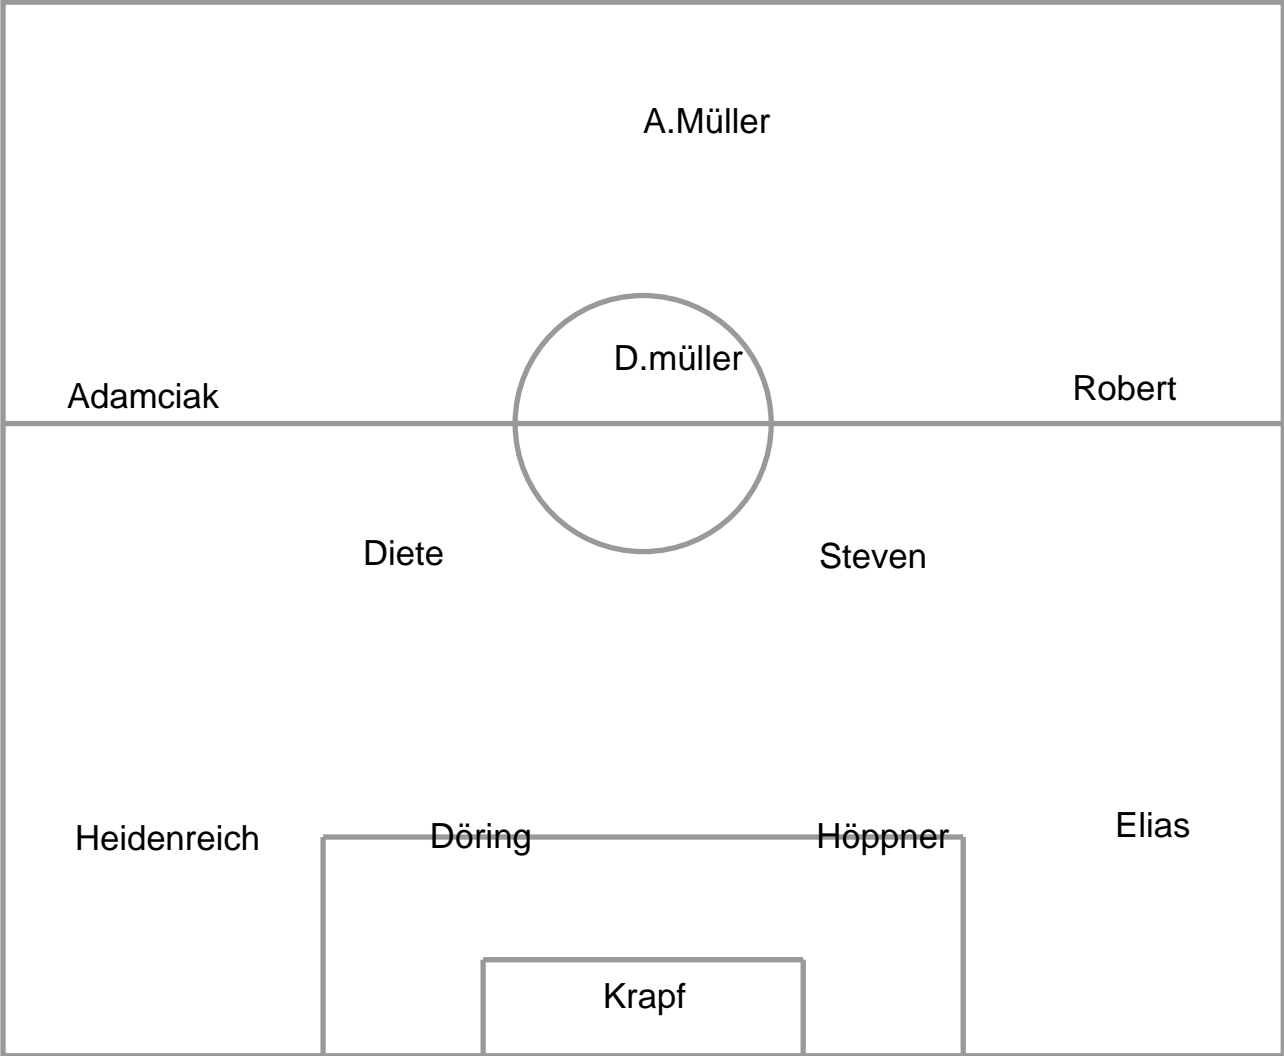 A.Müller
D.müller
Adamciak
Robert
Diete
Steven
Heidenreich
Döring
Höppner
Elias
Krapf